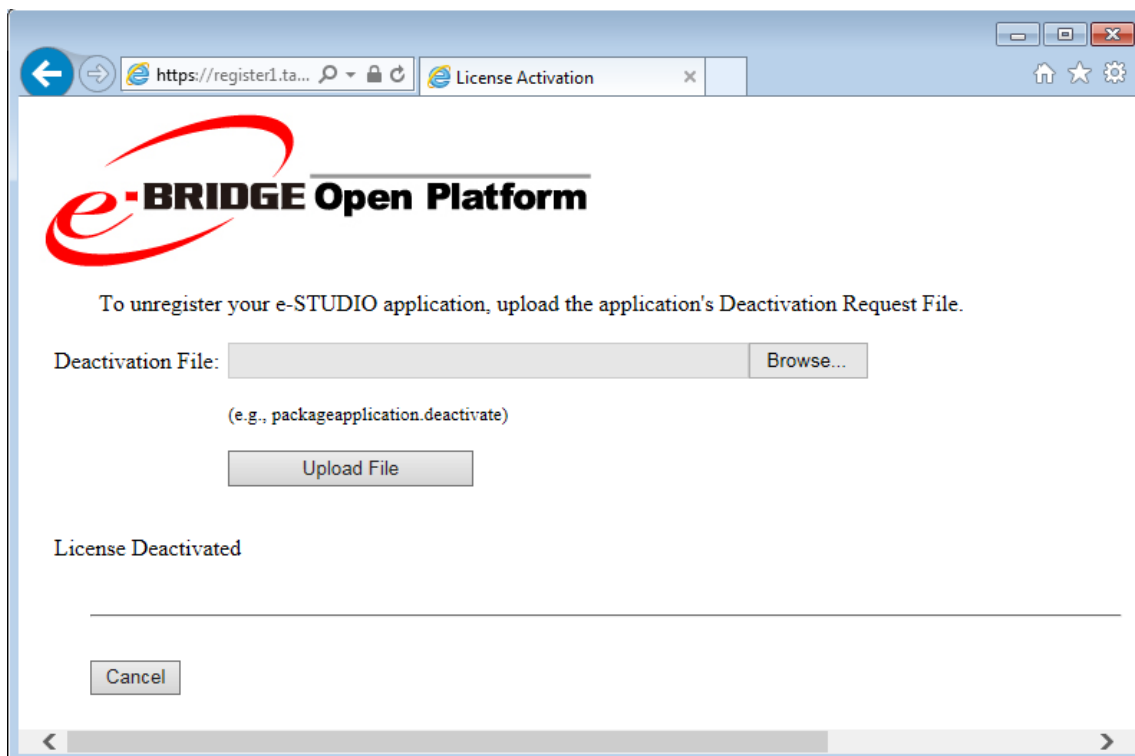 https://register1.ta...
License Activation
e-BRIDGE Open Platform
To unregister your e-STUDIO application, upload the application's Deactivation Request File.
Deactivation File:
Browse...
(e.g., packageapplication.deactivate)
Upload File
License Deactivated
Cancel